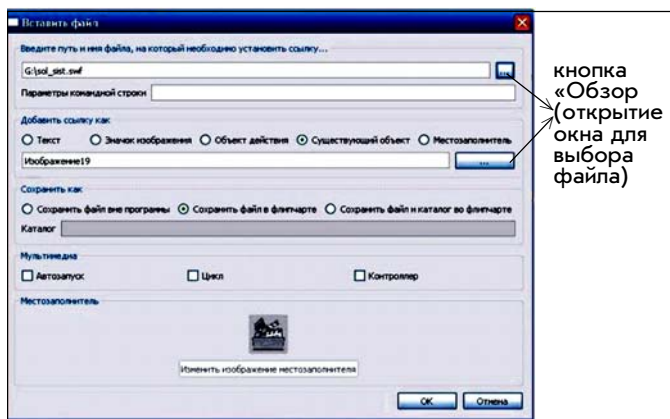 Вставить файл
Введите путь и имя файла, на который необходимо установить ссылку...
G:\sol_sist.swf
...
Параметры командной строки
Добавить ссылку как
Текст Значок изображения Объект действия Существующий объект Местозаполнитель
Изображение19
...
Сохранить как
Сохранить файл вне программы Сохранить файл в флипчарте Сохранить файл и каталог во флипчарте
Каталог
Мультимедиа
Автозапуск Цикл Контроллер
Местозаполнитель
Изменить изображение местозаполнителя
OK Отмена
кнопка
«Обзор
(открытие
окна для
выбора
файла)